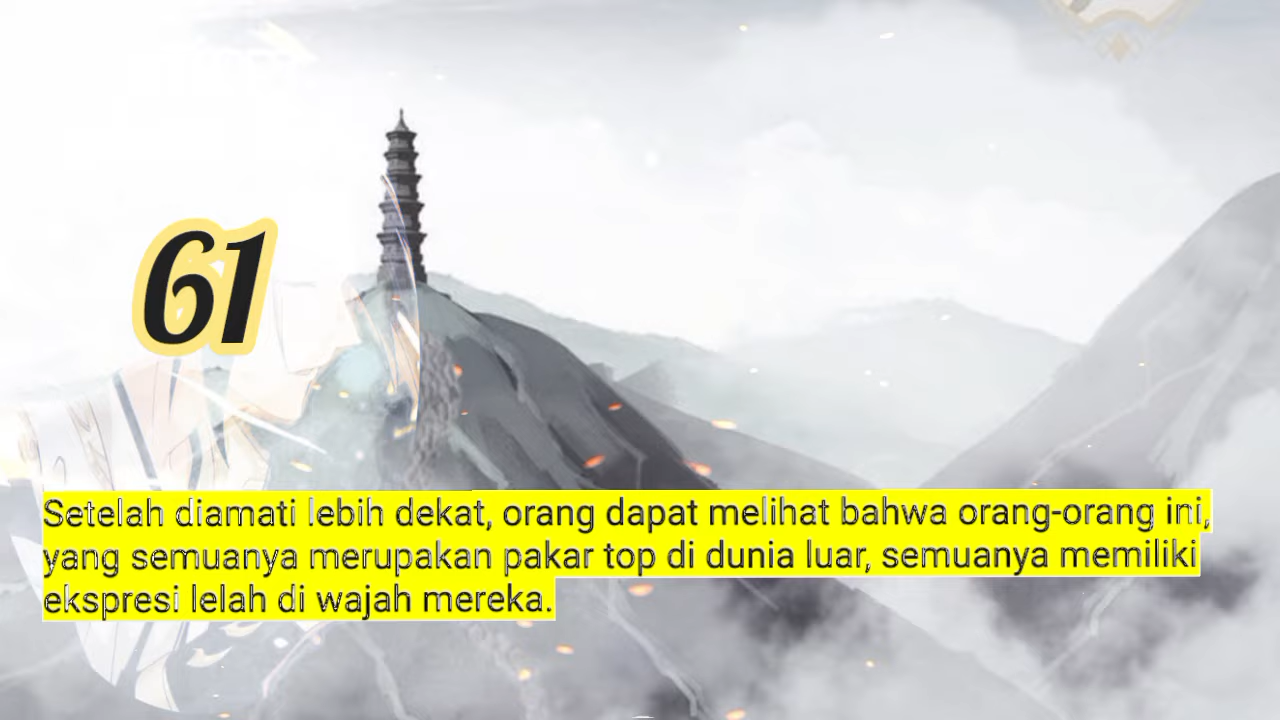 61
Setelah diamati lebih dekat, orang dapat melihat bahwa orang-orang ini,
yang semuanya merupakan pakar top di dunia luar, semuanya memiliki
ekspresi lelah di wajah mereka.